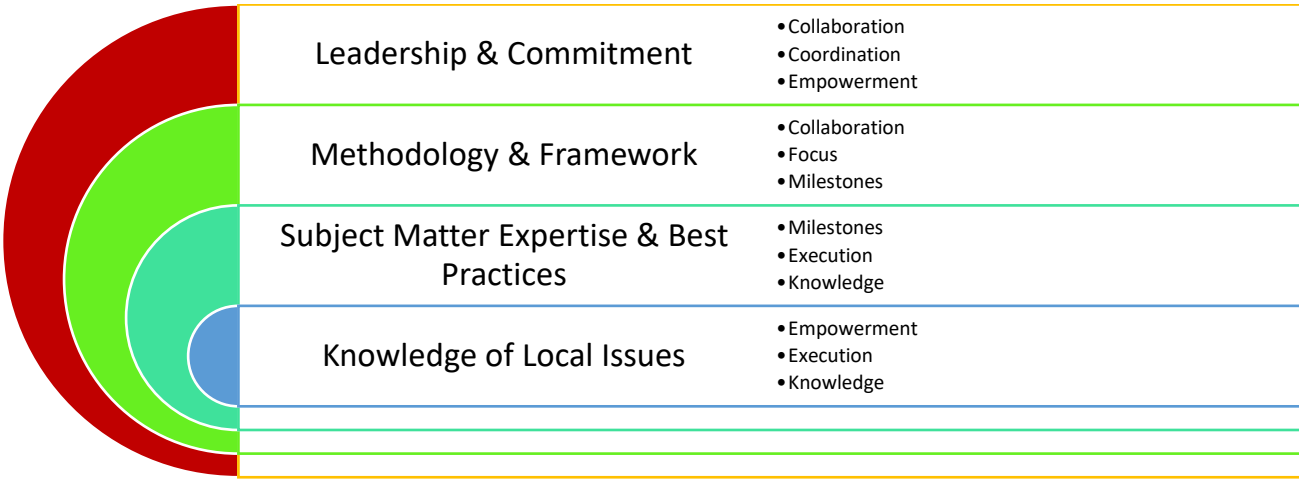 Leadership & Commitment
•Collaboration
•Coordination
•Empowerment
Methodology & Framework
•Collaboration
•Focus
•Milestones
Subject Matter Expertise & Best
Practices
•Milestones
•Execution
•Knowledge
Knowledge of Local Issues
•Empowerment
•Execution
•Knowledge